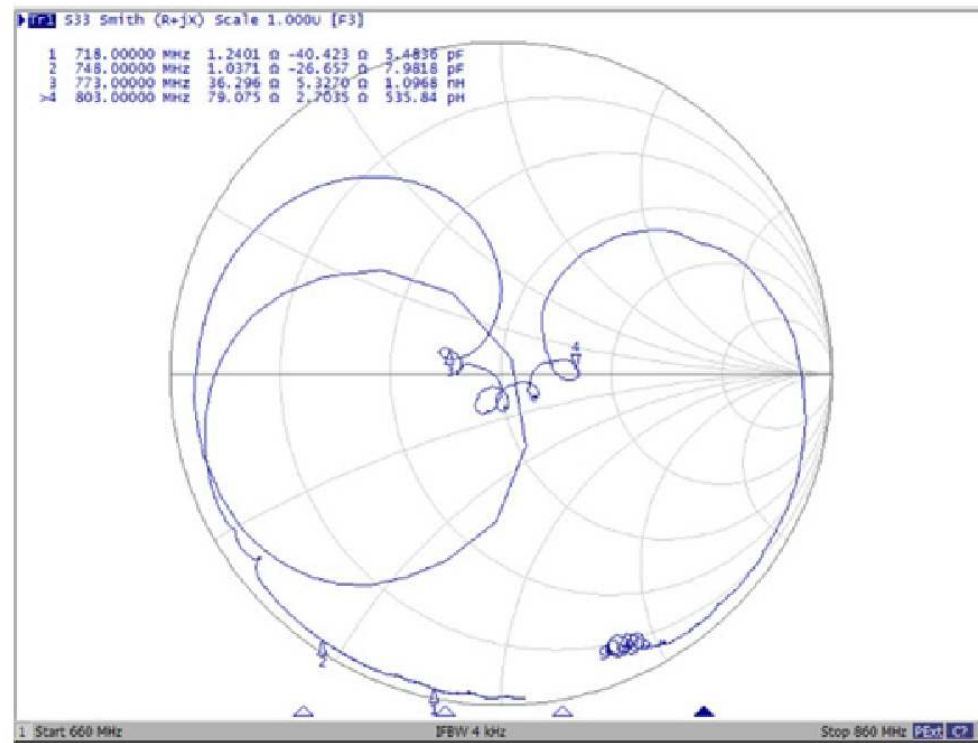 Tr1 S33 Smith (R+jX) Scale 1.000U [F3]
1 718.00000 MHz 1.2401 Ω -40.423 Ω 5.4836 pF
2 748.00000 MHz 1.0371 Ω -26.657 Ω 7.9818 pF
3 773.00000 MHz 36.296 Ω 5.3270 Ω 1.0968 nH
>4 803.00000 MHz 79.075 Ω 2.7035 Ω 535.84 pH
4
2
1 Start 660 MHz IFBW 4 kHz Stop 860 MHz PExt C?